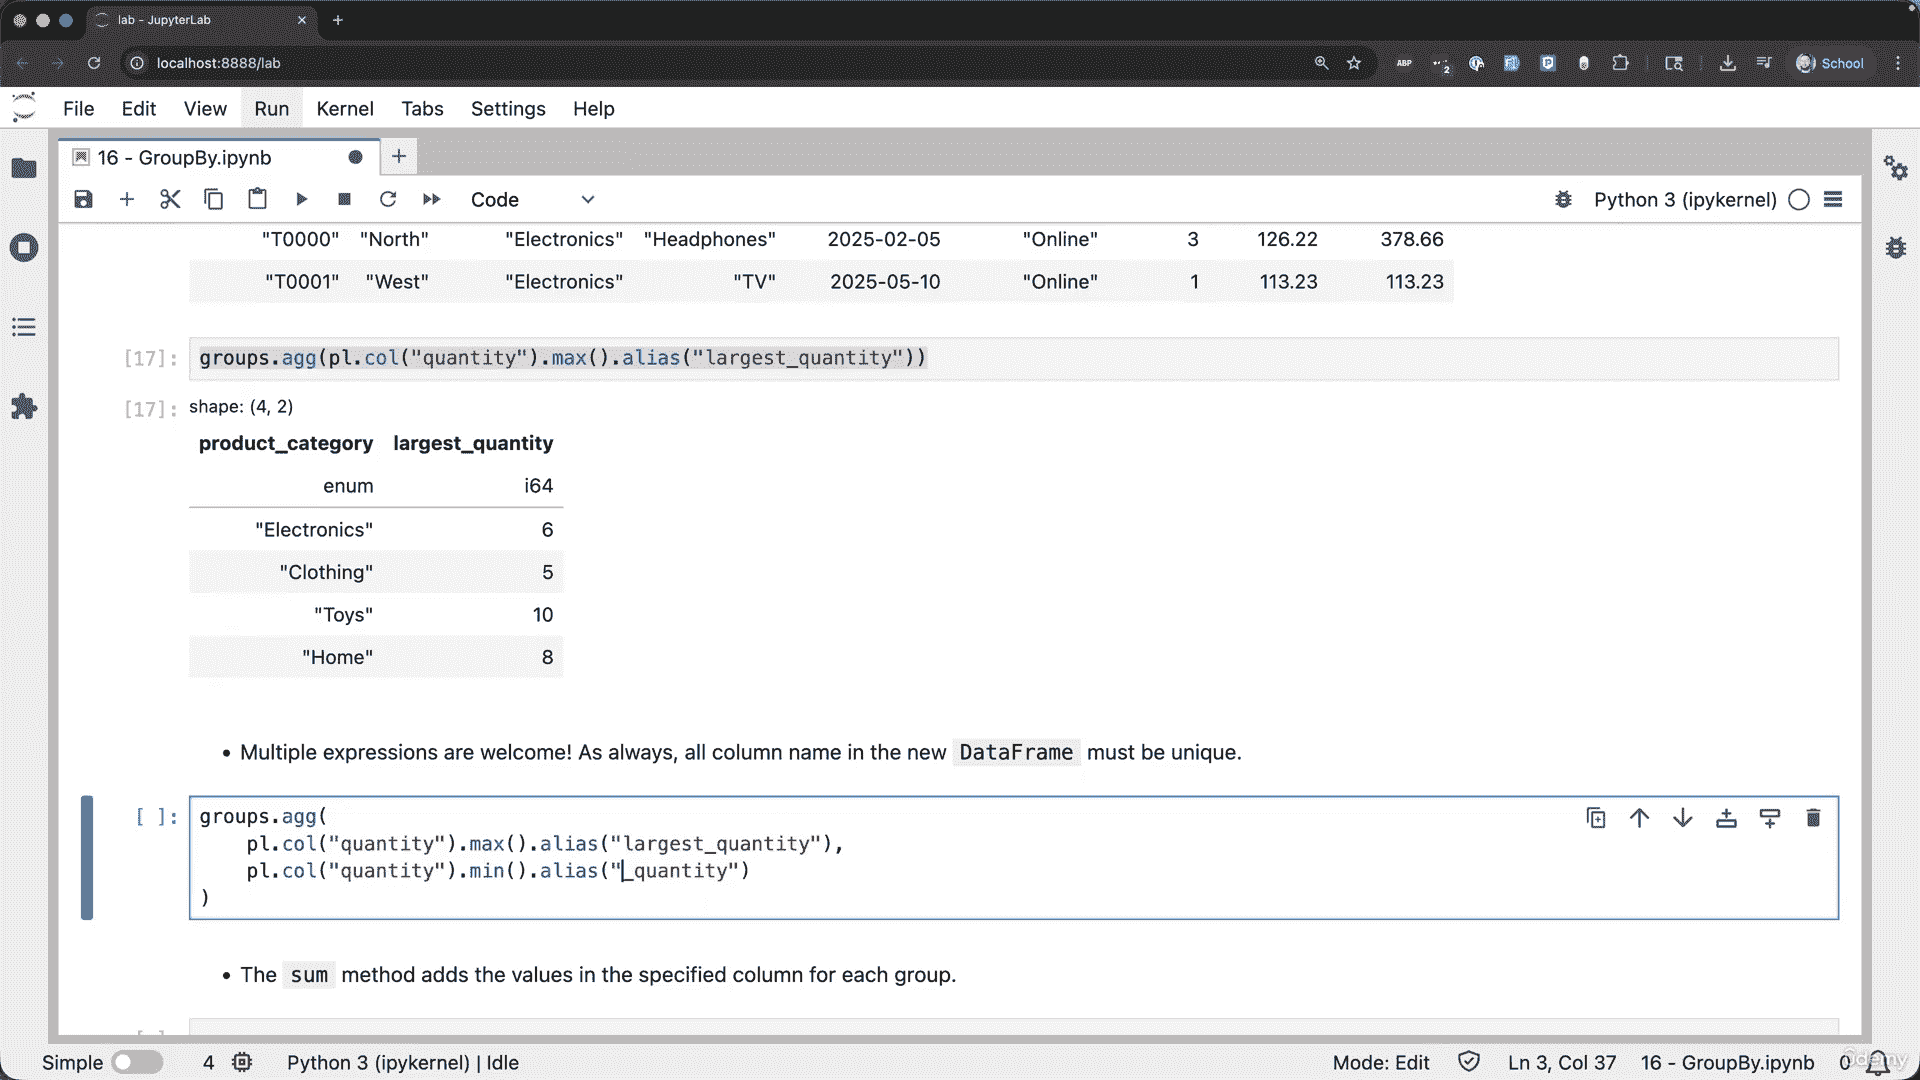 lab - JupyterLab
localhost:8888/lab
ABP
2
School
File Edit View Run Kernel Tabs Settings Help
16 - GroupBy.ipynb
Code
Python 3 (ipykernel)
"T0000" "North" "Electronics" "Headphones" 2025-02-05 "Online" 3 126.22 378.66
"T0001" "West" "Electronics" "TV" 2025-05-10 "Online" 1 113.23 113.23
[17]: groups.agg(pl.col("quantity").max().alias("largest_quantity"))
[17]: shape: (4, 2)
product_category largest_quantity
enum i64
"Electronics" 6
"Clothing" 5
"Toys" 10
"Home" 8
• Multiple expressions are welcome! As always, all column name in the new DataFrame must be unique.
[ ]: groups.agg(
pl.col("quantity").max().alias("largest_quantity"),
pl.col("quantity").min().alias("_quantity")
)
• The sum method adds the values in the specified column for each group.
Simple 4 Python 3 (ipykernel) | Idle Mode: Edit Ln 3, Col 37 16 - GroupBy.ipynb 0
udemy